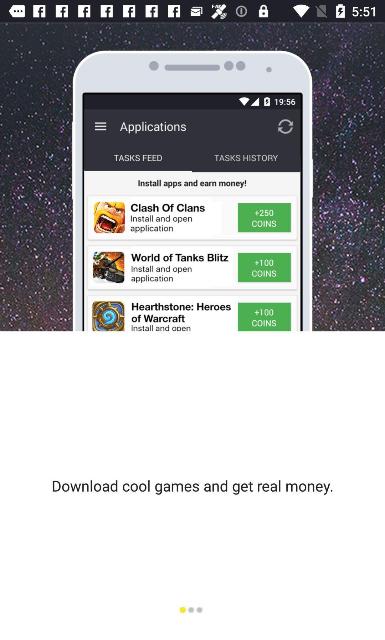 5:51
19:56
Applications
TASKS FEED
TASKS HISTORY
Install apps and earn money!
Clash Of Clans
Install and open
application
+250
COINS
World of Tanks Blitz
Install and open
application
+100
COINS
Hearthstone: Heroes
of Warcraft
Install and open
+100
COINS
Download cool games and get real money.